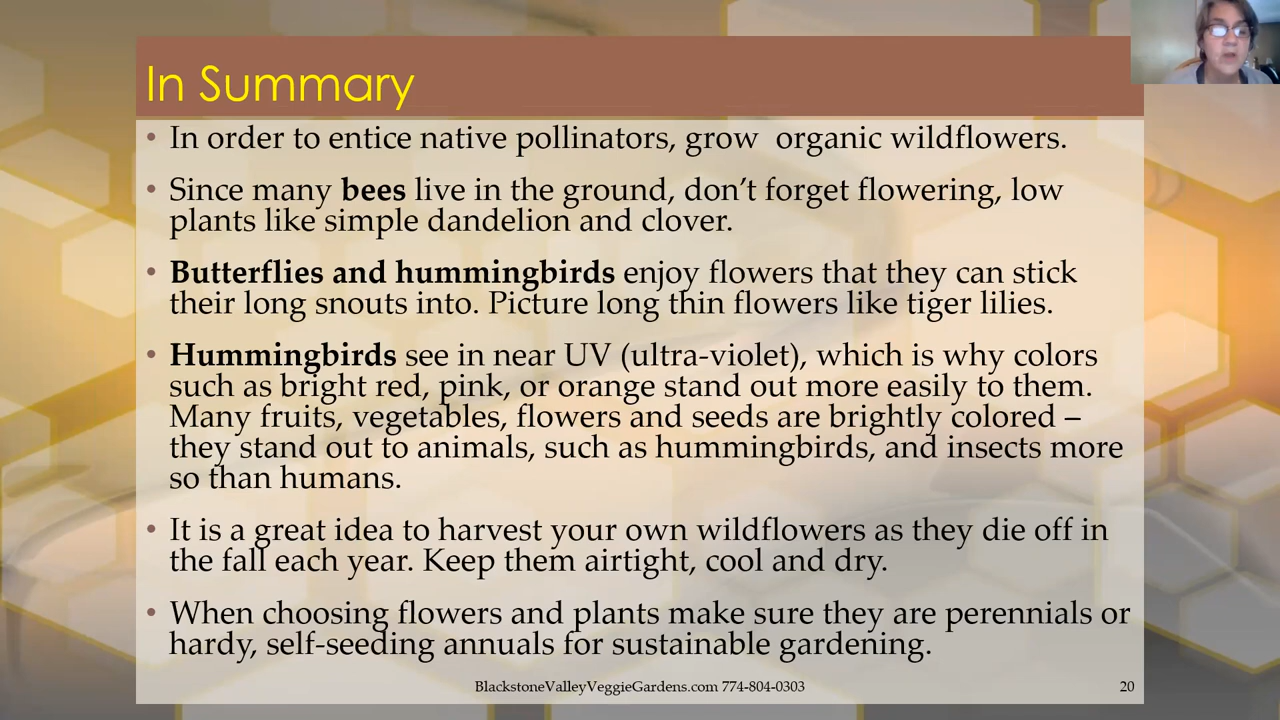 In Summary
• In order to entice native pollinators, grow  organic wildflowers.
• Since many bees live in the ground, don’t forget flowering, low
plants like simple dandelion and clover.
• Butterflies and hummingbirds enjoy flowers that they can stick
their long snouts into. Picture long thin flowers like tiger lilies.
• Hummingbirds see in near UV (ultra-violet), which is why colors
such as bright red, pink, or orange stand out more easily to them.
Many fruits, vegetables, flowers and seeds are brightly colored –
they stand out to animals, such as hummingbirds, and insects more
so than humans.
• It is a great idea to harvest your own wildflowers as they die off in
the fall each year. Keep them airtight, cool and dry.
• When choosing flowers and plants make sure they are perennials or
hardy, self-seeding annuals for sustainable gardening.
BlackstoneValleyVeggieGardens.com 774-804-0303
20